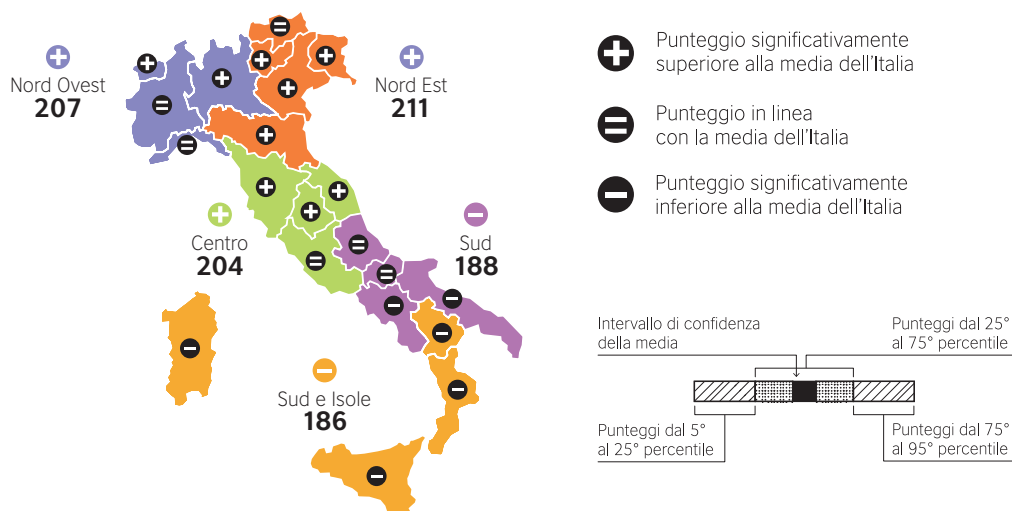 Nord Ovest
207
Nord Est
211
Centro
204
Sud
188
Sud e Isole
186
Punteggio significativamente
superiore alla media dell'Italia
Punteggio in linea
con la media dell'Italia
Punteggio significativamente
inferiore alla media dell'Italia
Intervallo di confidenza
della media
Punteggi dal 25°
al 75° percentile
Punteggi dal 5°
al 25° percentile
Punteggi dal 75°
al 95° percentile